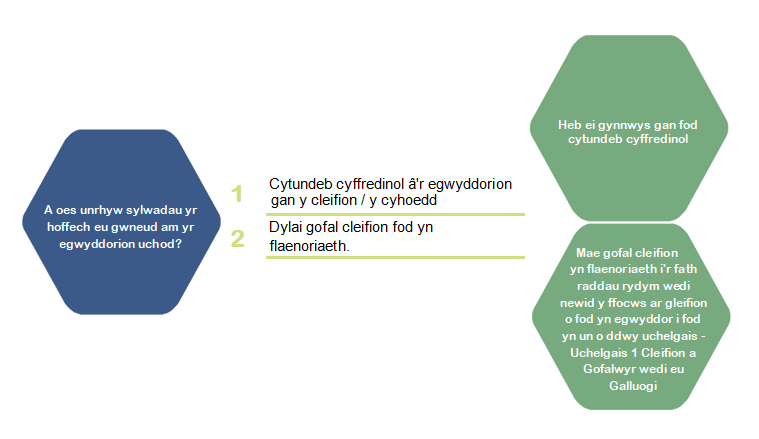 A oes unrhyw sylwadau yr
hoffech eu gwneud am yr
egwyddorion uchod?
1
Cytundeb cyffredinol â'r egwyddorion
gan y cleifion / y cyhoedd
2
Dylai gofal cleifion fod yn
flaenoriaeth.
Heb ei gynnwys gan fod
cytundeb cyffredinol
Mae gofal cleifion
yn flaenoriaeth i'r fath
raddau rydym wedi
newid y ffocws ar gleifion
o fod yn egwyddor i fod
yn un o ddwy uchelgais -
Uchelgais 1 Cleifion a
Gofalwyr wedi eu
Galluogi